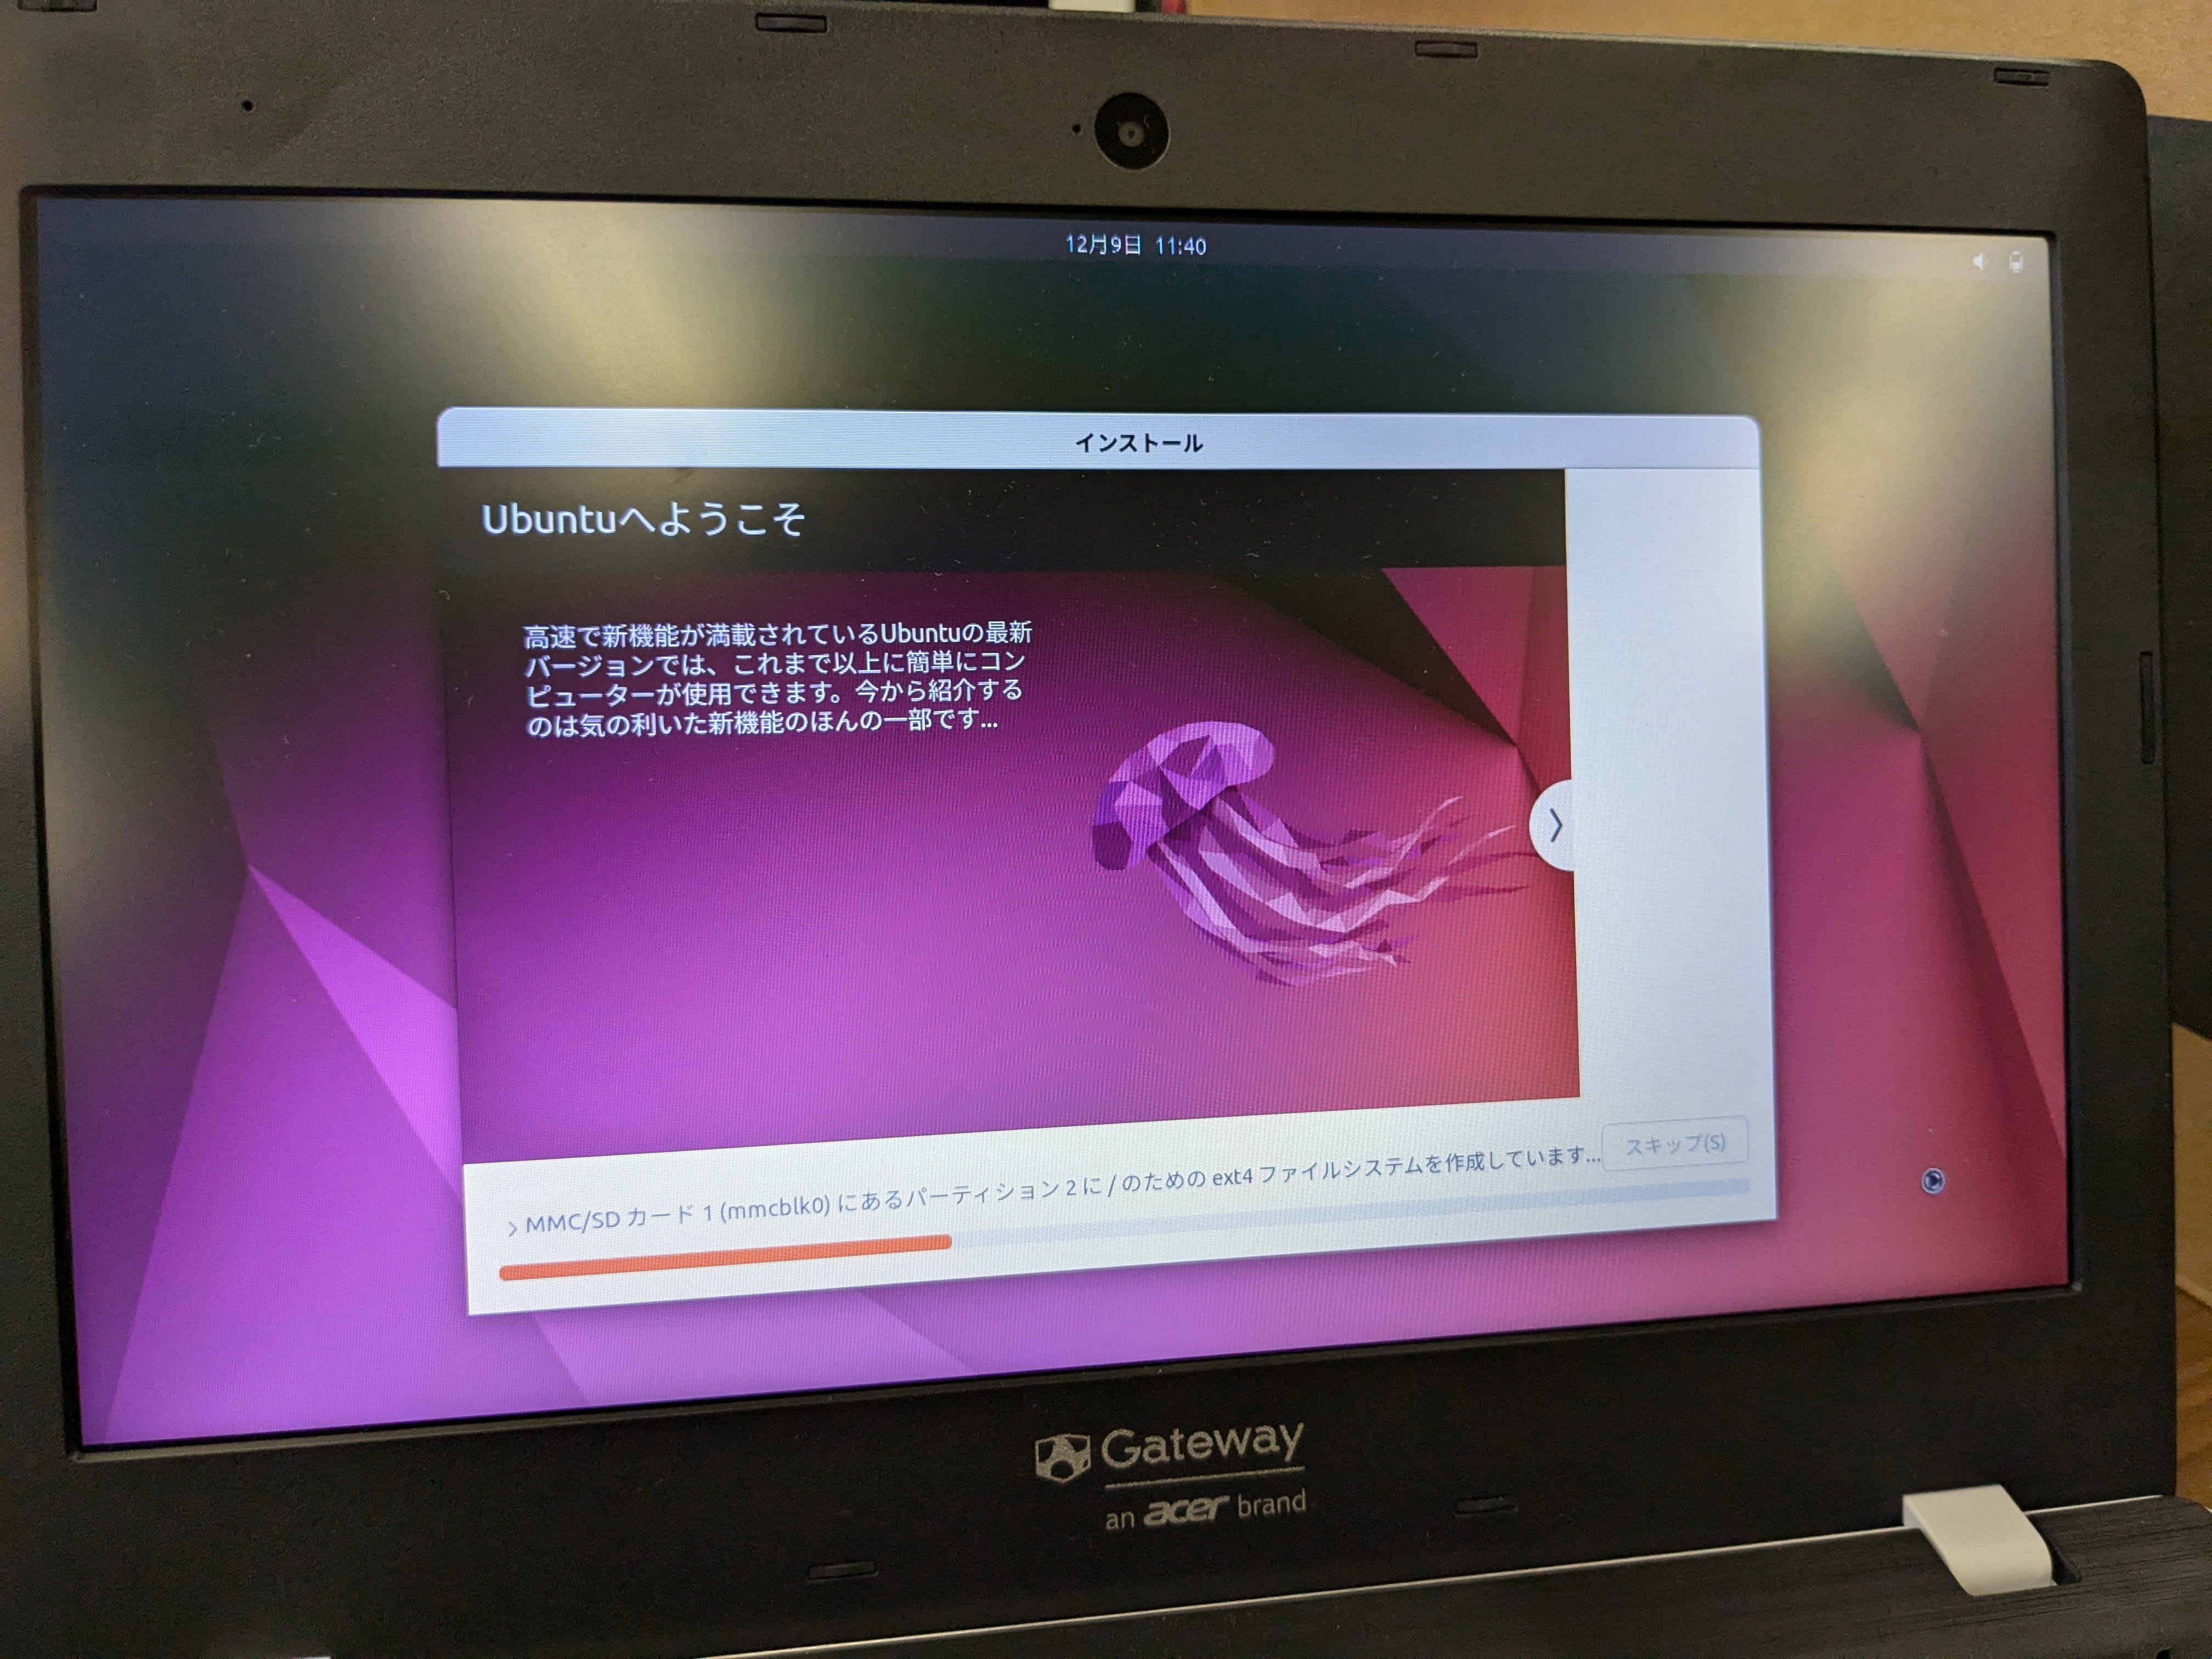 12月9日 11:40
インストール
Ubuntuへようこそ
高速で新機能が満載されているUbuntuの最新
バージョンでは、これまで以上に簡単にコン
ピューターが使用できます。今から紹介する
のは気の利いた新機能のほんの一部です...
MMC/SD カード 1 (mmcblk0) にあるパーティション 2 に / のための ext4 ファイルシステムを作成しています...
スキップ(S)
Gateway
an acer brand